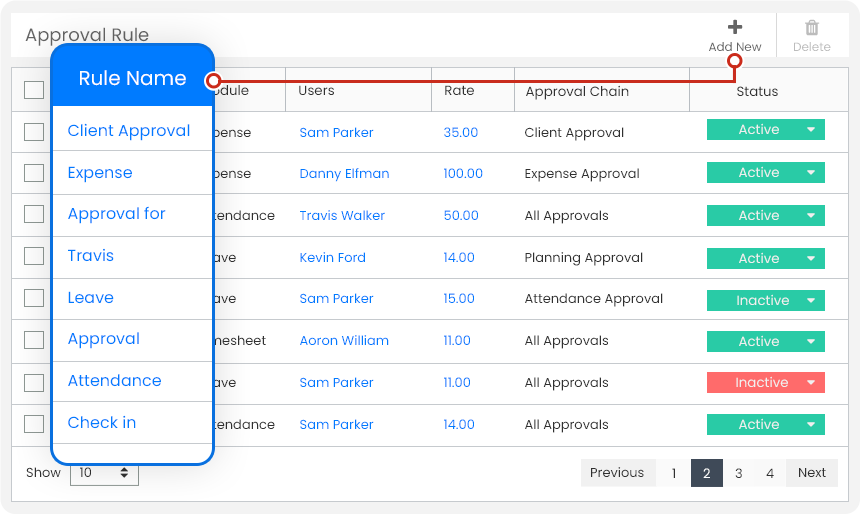 Approval Rule
Add New
Delete
Rule Name
dule Users Rate Approval Chain Status
Client Approval pense Sam Parker 35.00 Client Approval Active
Expense pense Danny Elfman 100.00 Expense Approval Active
Approval for tendance Travis Walker 50.00 All Approvals Active
Travis ave Kevin Ford 14.00 Planning Approval Active
Leave ave Sam Parker 15.00 Attendance Approval Inactive
Approval mesheet Aoron William 11.00 All Approvals Active
Attendance ave Sam Parker 11.00 All Approvals Inactive
Check in tendance Sam Parker 14.00 All Approvals Active
Show 10 Previous 1 2 3 4 Next